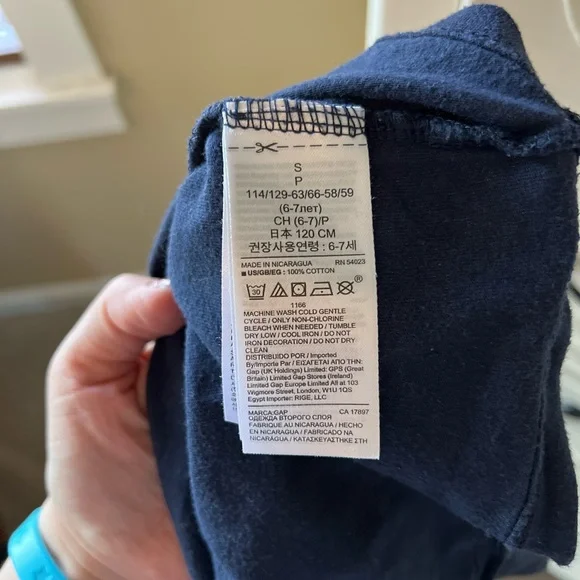 S
P
114/129-63/66-58/59
(6-7лет)
CH (6-7)/P
日本 120 CM
권장사용연령 : 6-7세
MADE IN NICARAGUA RN 54023
■ US/GB/EG : 100% COTTON
30
®
1166
MACHINE WASH COLD GENTLE
CYCLE / ONLY NON-CHLORINE
BLEACH WHEN NEEDED / TUMBLE
DRY LOW / COOL IRON / DO NOT
IRON DECORATION / DO NOT DRY
CLEAN
DISTRIBUIDO POR / Imported
By/Importe Par / ΕΙΣΑΓΕΤΑΙ ΑΠΟ:
Gap (UK Holdings) Limited: GPS (Great
Britain) Limited Gap Stores (Ireland)
Limited Gap Europe Limited All at 103
Wigmore Street, London, W1U 1QS
Egypt Importer: RIGE, LLC
MARCA:GAP CA 17897
ОДЕЖДА ВТОРОГО СЛОЯ
FABRIQUE AU NICARAGUA / HECHO
EN NICARAGUA / FABRICADO NA
NICARÁGUA / ΚΑΤΑΣΚΕΥΑΣΤΗΚΕ ΣΤΗ